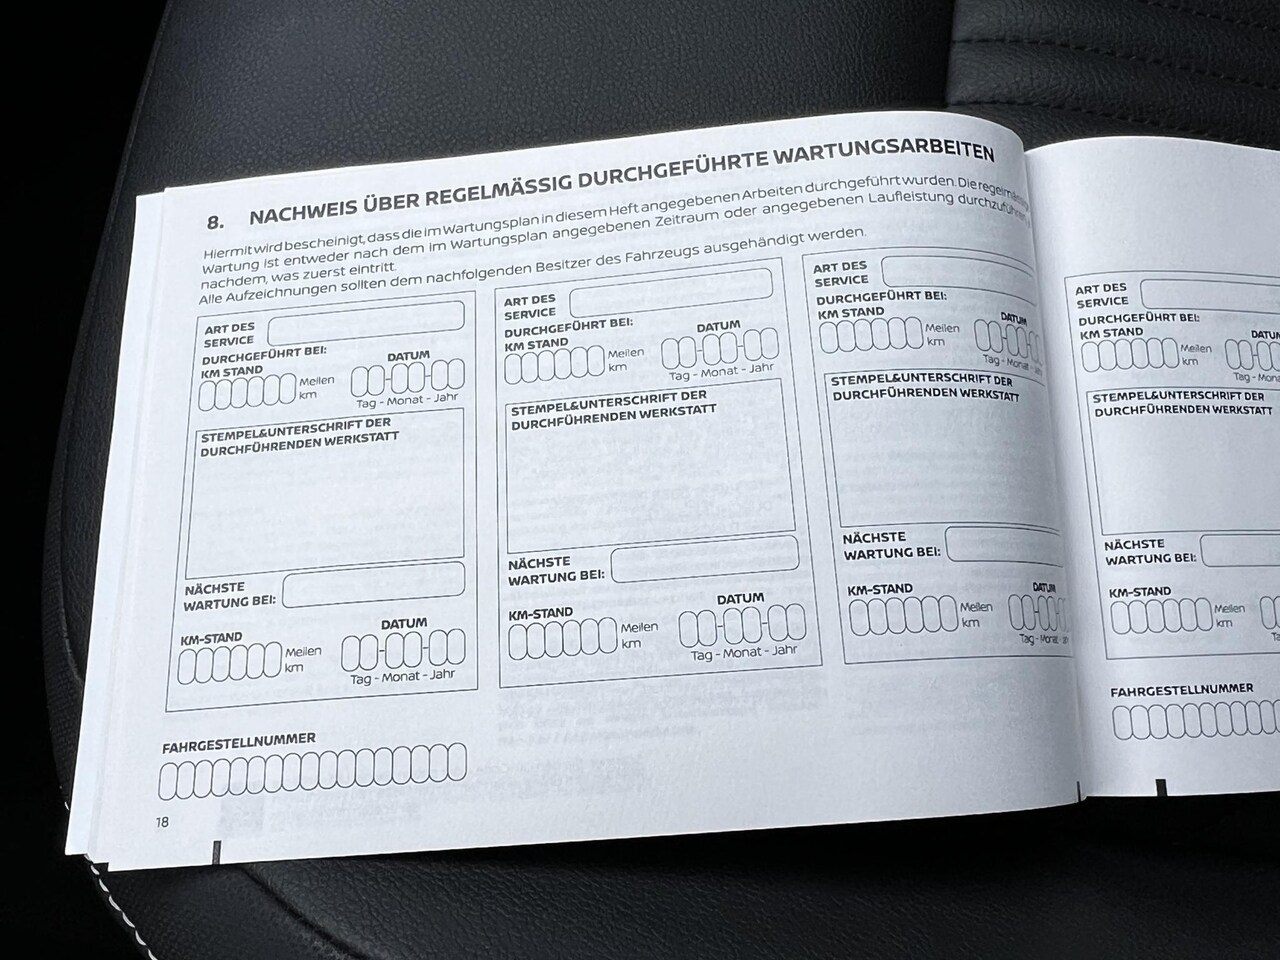 8. NACHWEIS ÜBER REGELMÄSSIG DURCHGEFÜHRTE WARTUNGSARBEITEN
Hiermit wird bescheinigt, dass die im Wartungsplan in diesem Heft angegebenen Arbeiten durchgeführt wurden. Die
Wartung ist entweder nach dem im Wartungsplan angegebenen Zeitraum oder angegebenen Laufleistung
nachdem, was zuerst eintritt.
Alle Aufzeichnungen sollten dem nachfolgenden Besitzer des Fahrzeugs ausgehändigt werden.
ART DES
SERVICE
DURCHGEFÜHRT BEI:
KM STAND
DATUM
Meilen
km
Tag - Monat - Jahr
STEMPEL&UNTERSCHRIFT DER
DURCHFÜHRENDEN WERKSTATT
NÄCHSTE
WARTUNG BEI:
KM-STAND
DATUM
Meilen
km
Tag - Monat - Jahr
FAHRGESTELLNUMMER
18
ART DES
SERVICE
DURCHGEFÜHRT BEI:
KM STAND
DATUM
Meilen
km
Tag - Monat - Jahr
STEMPEL&UNTERSCHRIFT DER
DURCHFÜHRENDEN WERKSTATT
NÄCHSTE
WARTUNG BEI:
KM-STAND
DATUM
Meilen
km
Tag - Monat - Jahr
ART DES
SERVICE
DURCHGEFÜHRT BEI:
KM STAND
DATUM
Meilen
km
Tag - Monat - Jahr
STEMPEL&UNTERSCHRIFT DER
DURCHFÜHRENDEN WERKSTATT
NÄCHSTE
WARTUNG BEI:
KM-STAND
DATUM
Meilen
km
Tag - Monat - Jahr
ART DES
SERVICE
DURCHGEFÜHRT BEI:
KM STAND
Meilen
km
Tag -
STEMPEL&UNTERSCHRIFT DER
DURCHFÜHRENDEN WERKSTATT
NÄCHSTE
WARTUNG BEI:
KM-STAND
Meilen
km
FAHRGESTELLNUMMER